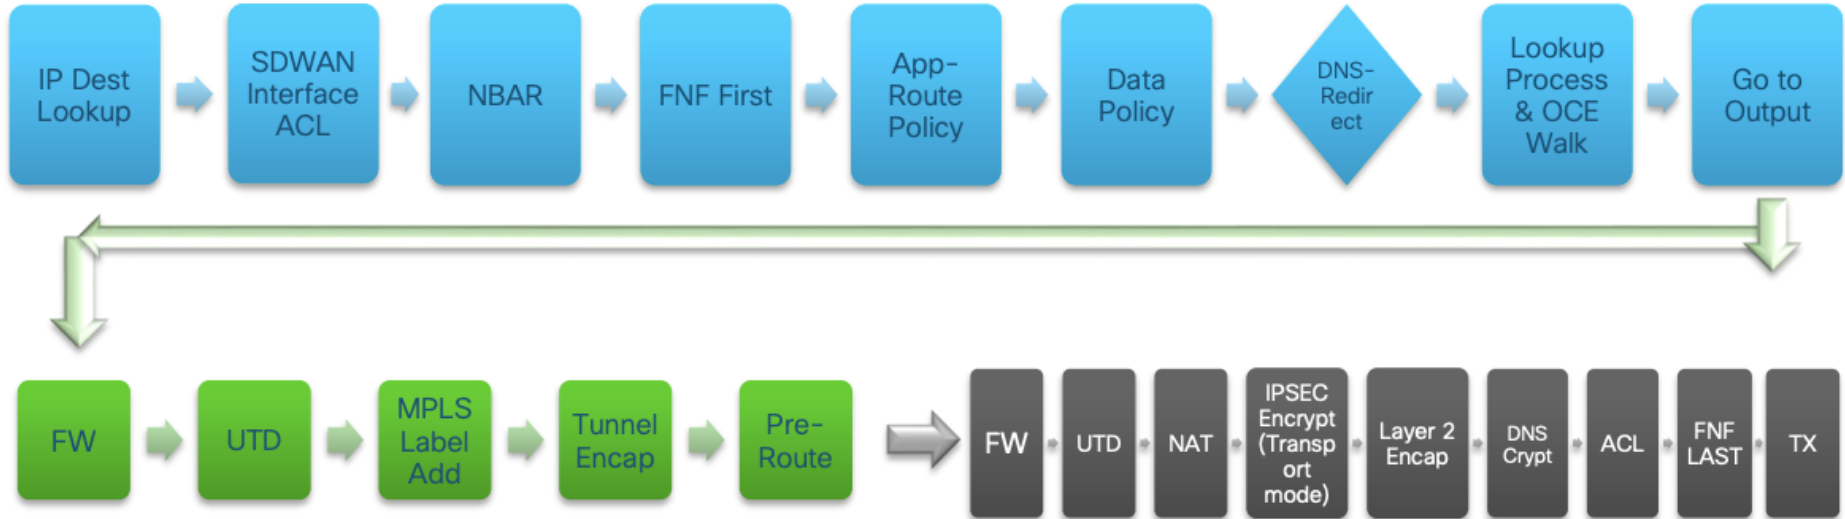 IP Dest
Lookup
SDWAN
Interface
ACL
NBAR
FNF First
App-
Route
Policy
Data
Policy
DNS-
Redir
ect
Lookup
Process
& OCE
Walk
Go to
Output
FW
UTD
MPLS
Label
Add
Tunnel
Encap
Pre-
Route
FW
UTD
NAT
IPSEC
Encrypt
(Transp
ort
mode)
Layer 2
Encap
DNS
Crypt
ACL
FNF
LAST
TX